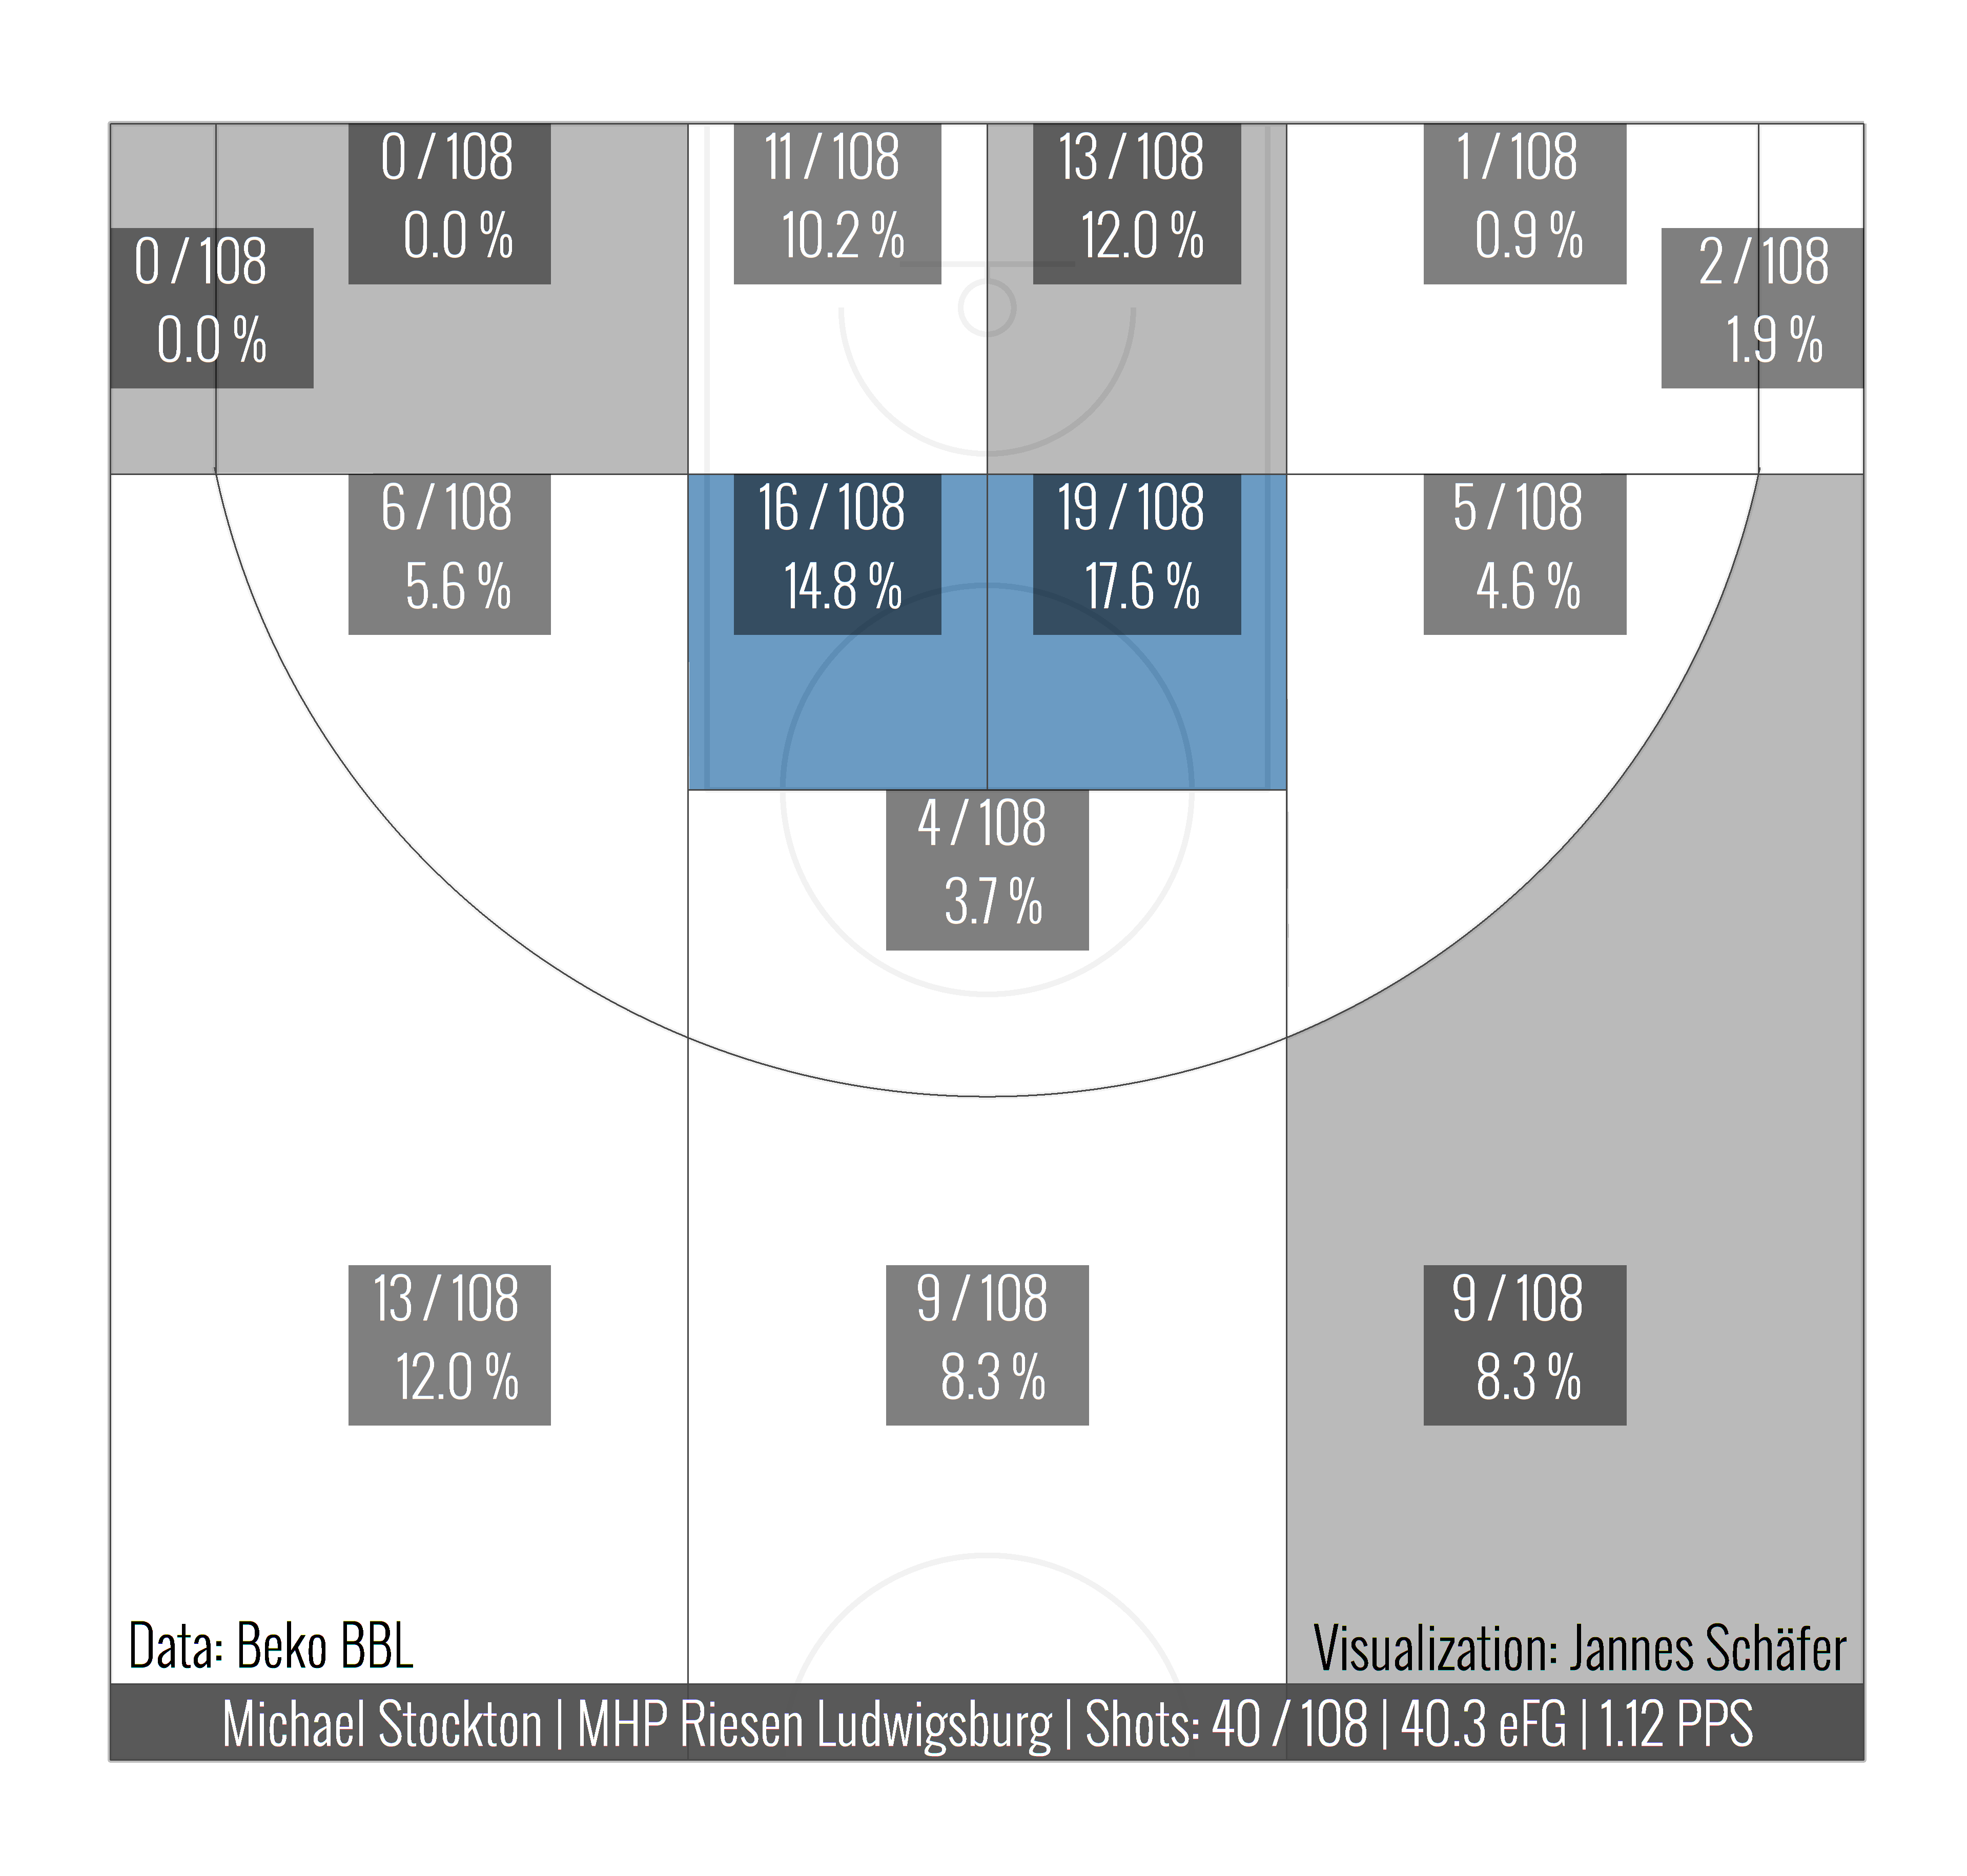 0 / 108
0.0 %
11 / 108
10.2 %
13 / 108
12.0 %
1 / 108
0.9 %
0 / 108
0.0 %
2 / 108
1.9 %
6 / 108
5.6 %
16 / 108
14.8 %
19 / 108
17.6 %
5 / 108
4.6 %
4 / 108
3.7 %
13 / 108
12.0 %
9 / 108
8.3 %
9 / 108
8.3 %
Data: Beko BBL
Visualization: Jannes Schäfer
Michael Stockton | MHP Riesen Ludwigsburg | Shots: 40 / 108 | 40.3 eFG | 1.12 PPS